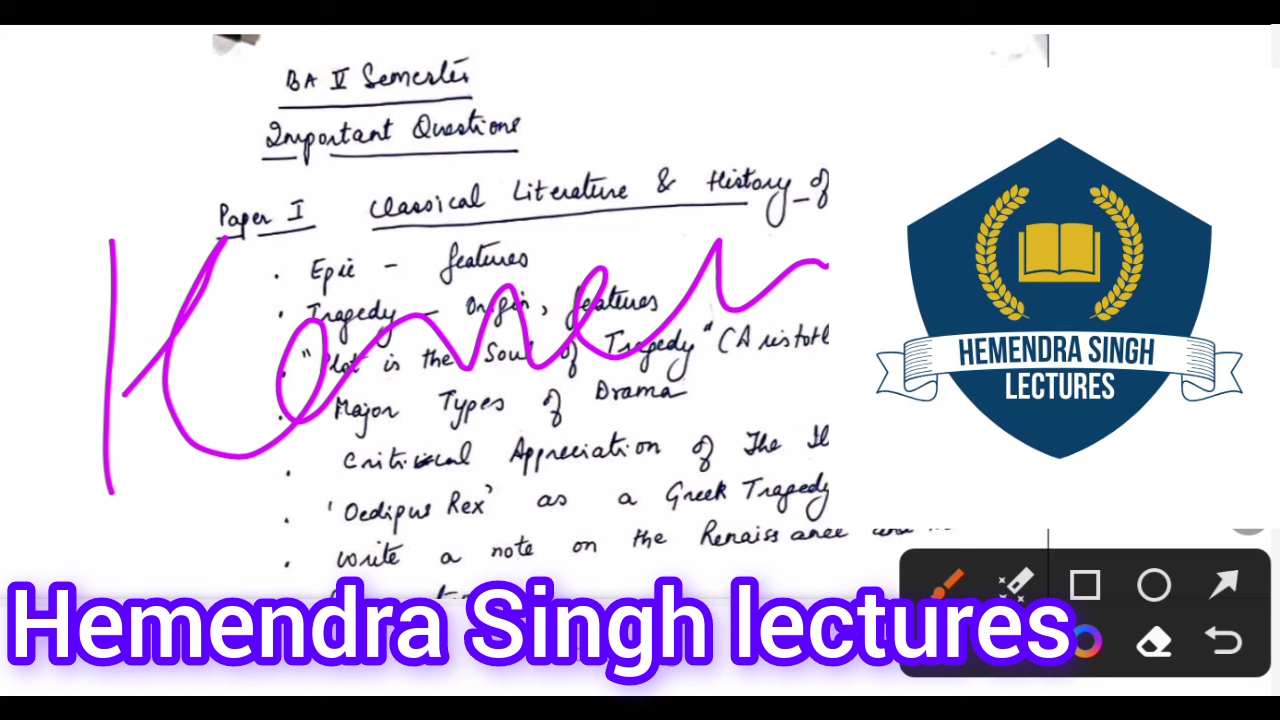 BA V Semester
Important Questions
Paper I Classical Literature & History of
· Epic - features
· Tragedy - Origin, features
· "Plot is the Soul of Tragedy" (Aristotl
· Major Types of Drama
· Critical Appreciation of The Il
· 'Oedipus Rex' as a Greek Tragedy
· Write a note on the Renaissance
HEMENDRA SINGH
LECTURES
Hemendra Singh lectures